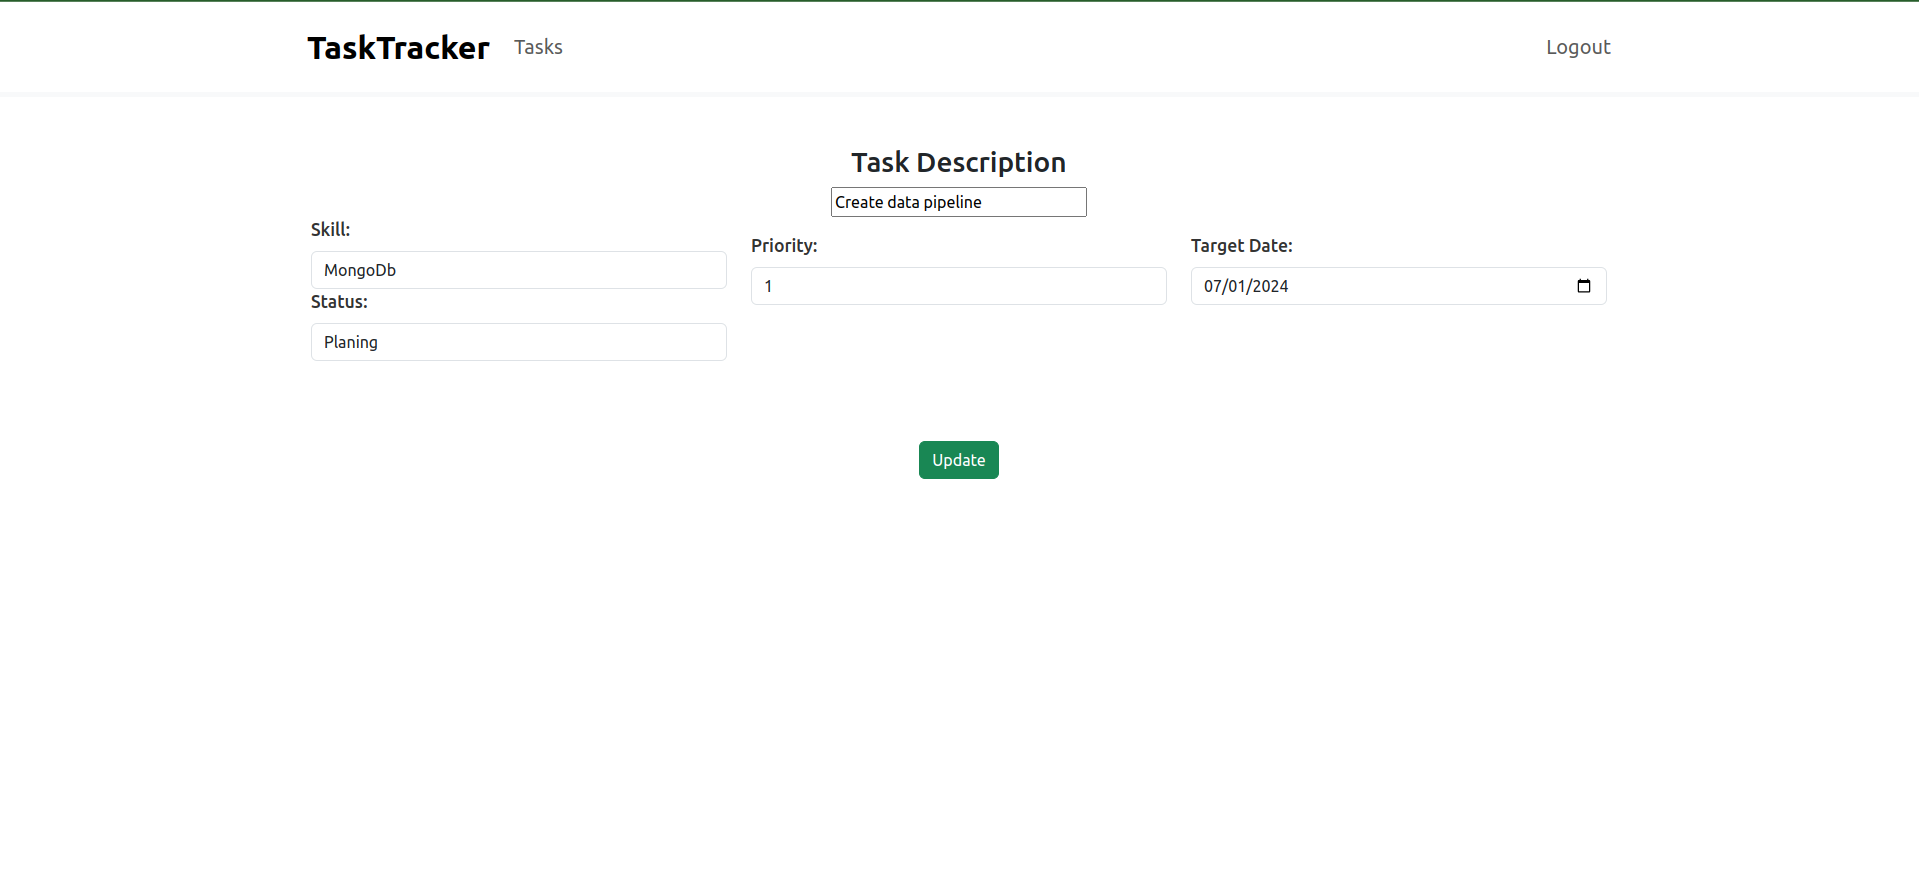 TaskTracker Tasks Logout
Task Description
Create data pipeline
Skill:
MongoDb
Priority:
1
Target Date:
07/01/2024
Status:
Planing
Update